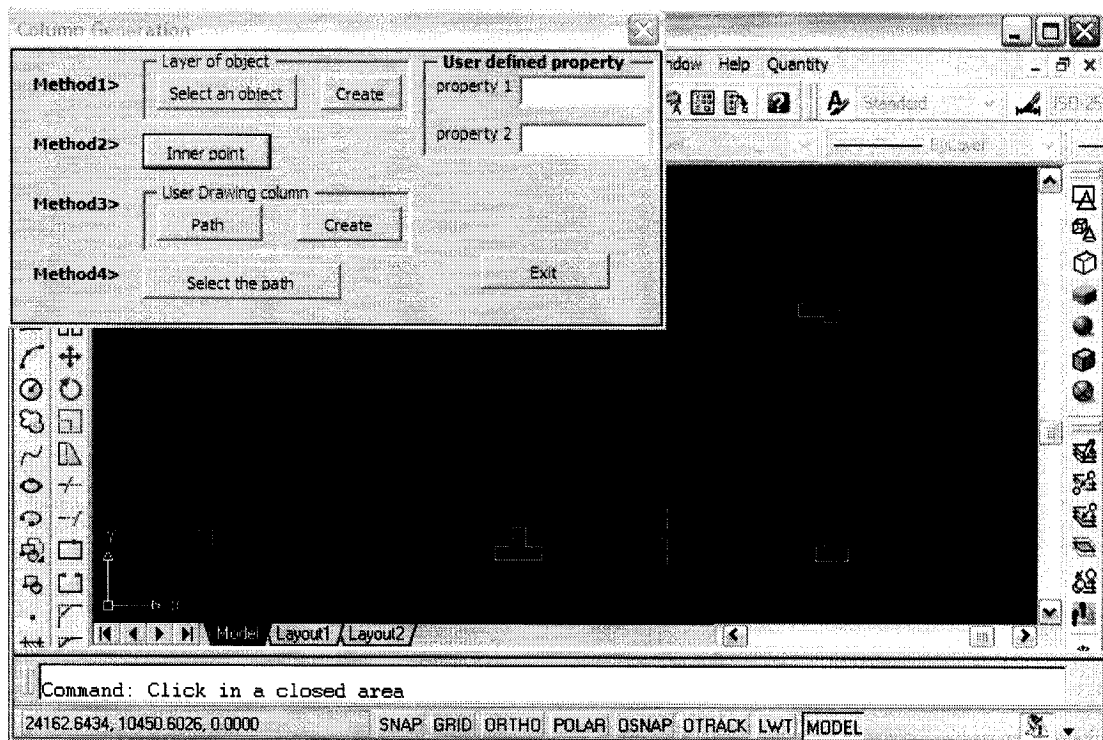 Column Generation
Method1>
Layer of object
Select an object
Create
User defined property
property 1
property 2
Method2>
Inner point
Method3>
User Drawing column
Path
Create
Method4>
Select the path
Exit
Help Quantity
Standard
ISO-25
ByLayer
Y
X
Model Layout1 Layout2
Command: Click in a closed area
24162.6434, 10450.6026, 0.0000 SNAP GRID ORTHO POLAR OSNAP OTRACK LWT MODEL